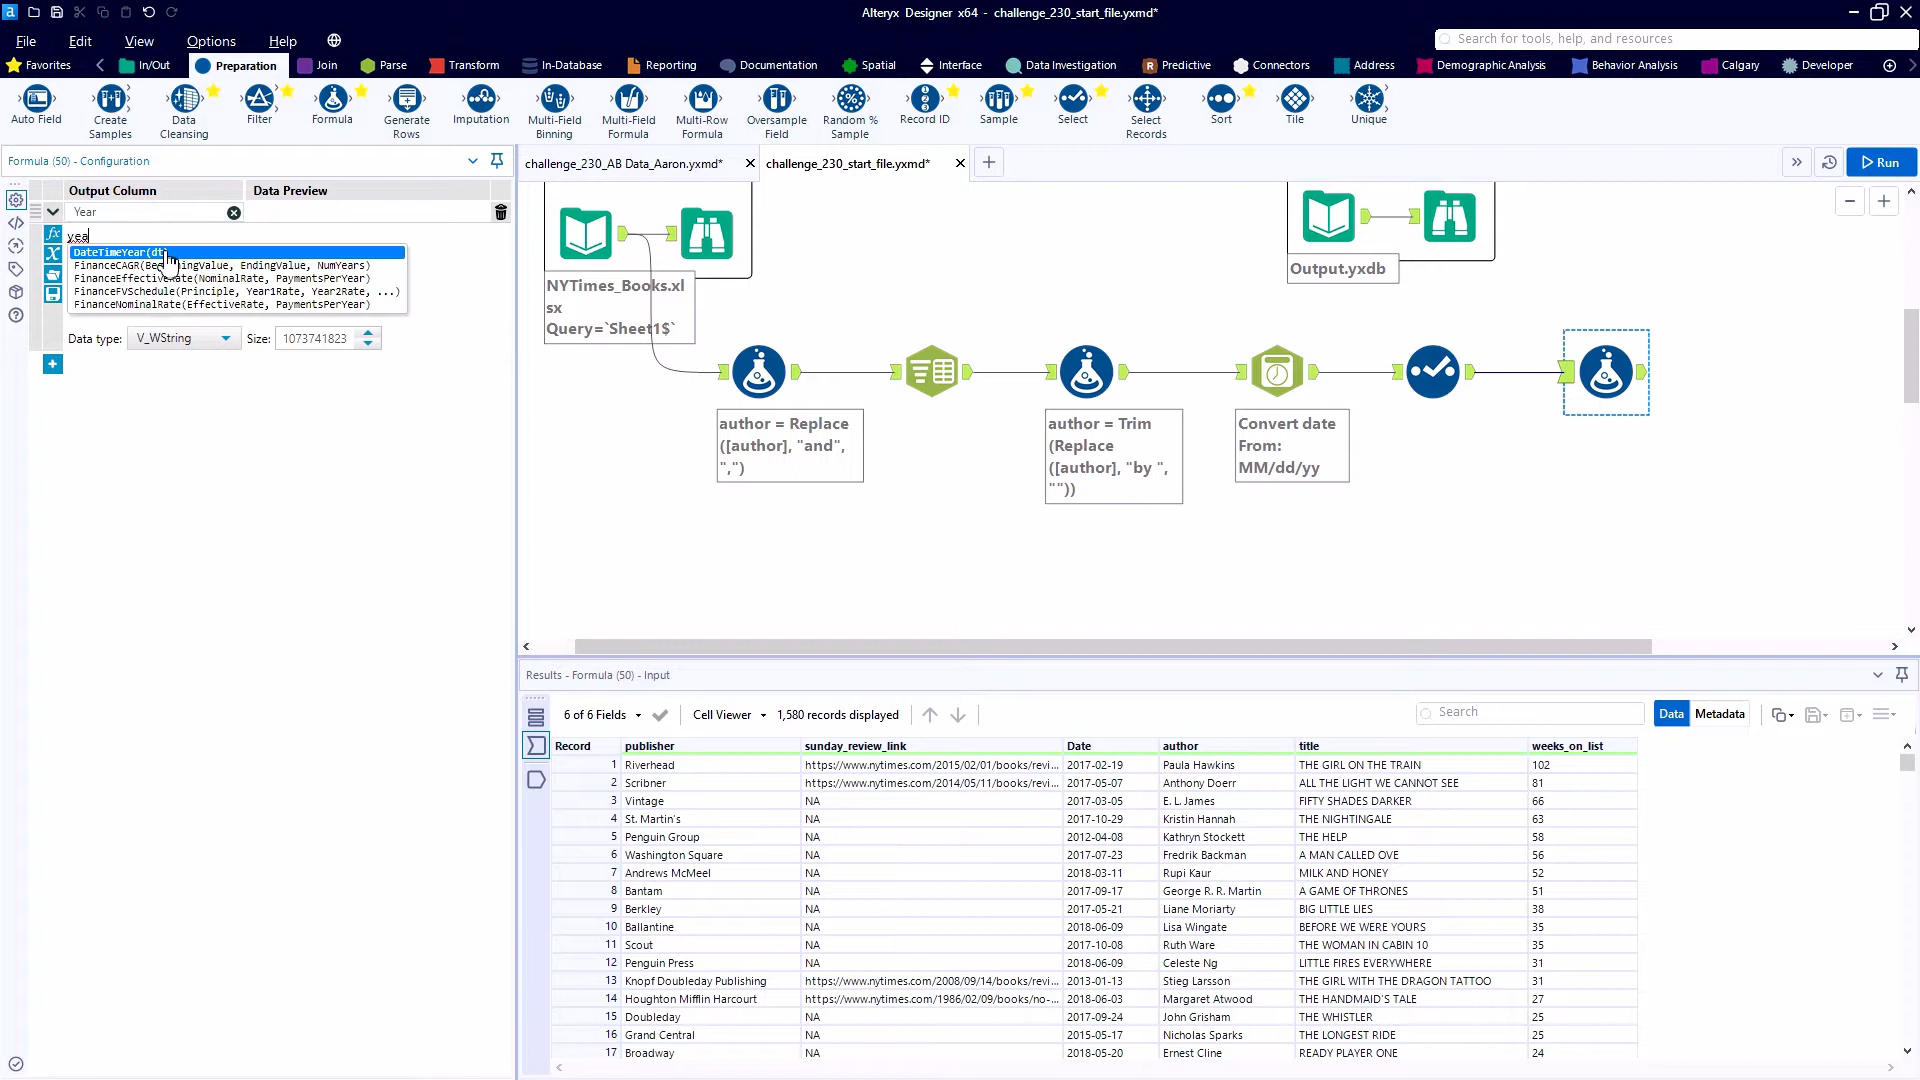 Alteryx Designer x64 - challenge_230_start_file.yxmd*
File Edit View Options Help
Search for tools, help, and resources
Favorites In/Out Preparation Join Parse Transform In-Database Reporting Documentation Spatial Interface Data Investigation Predictive Connectors Address Demographic Analysis Behavior Analysis Calgary Developer
Auto Field
Create Samples
Data Cleansing
Filter
Formula
Generate Rows
Imputation
Multi-Field Binning
Multi-Field Formula
Multi-Row Formula
Oversample Field
Random % Sample
Record ID
Sample
Select
Select Records
Sort
Tile
Unique
Formula (50) - Configuration
challenge_230_AB Data_Aaron.yxmd*
challenge_230_start_file.yxmd*
Run
Output Column Data Preview
Year
yea
DateTimeYear(dt
FinanceCAGR(Be ningValue, EndingValue, NumYears)
FinanceEffectiveRate(NominalRate, PaymentsPerYear)
FinanceFVSchedule(Principle, Year1Rate, Year2Rate, ...)
FinanceNominalRate(EffectiveRate, PaymentsPerYear)
Data type: V_WString Size: 1073741823
NYTimes_Books.xl
sx
Query=`Sheet1$`
Output.yxdb
author = Replace
([author], "and",
",")
author = Trim
(Replace
([author], "by ",
""))
Convert date
From:
MM/dd/yy
Results - Formula (50) - Input
6 of 6 Fields Cell Viewer 1,580 records displayed Search Data Metadata
Record publisher sunday_review_link Date author title weeks_on_list
1 Riverhead https://www.nytimes.com/2015/02/01/books/revi... 2017-02-19 Paula Hawkins THE GIRL ON THE TRAIN 102
2 Scribner https://www.nytimes.com/2014/05/11/books/revi... 2017-05-07 Anthony Doerr ALL THE LIGHT WE CANNOT SEE 81
3 Vintage NA 2017-03-05 E. L. James FIFTY SHADES DARKER 66
4 St. Martin's NA 2017-10-29 Kristin Hannah THE NIGHTINGALE 63
5 Penguin Group NA 2012-04-08 Kathryn Stockett THE HELP 58
6 Washington Square NA 2017-07-23 Fredrik Backman A MAN CALLED OVE 56
7 Andrews McMeel NA 2018-03-11 Rupi Kaur MILK AND HONEY 52
8 Bantam NA 2017-09-17 George R. R. Martin A GAME OF THRONES 51
9 Berkley NA 2017-05-21 Liane Moriarty BIG LITTLE LIES 38
10 Ballantine NA 2018-06-09 Lisa Wingate BEFORE WE WERE YOURS 35
11 Scout NA 2017-10-08 Ruth Ware THE WOMAN IN CABIN 10 35
12 Penguin Press NA 2018-06-09 Celeste Ng LITTLE FIRES EVERYWHERE 31
13 Knopf Doubleday Publishing https://www.nytimes.com/2008/09/14/books/revi... 2013-01-13 Stieg Larsson THE GIRL WITH THE DRAGON TATTOO 31
14 Houghton Mifflin Harcourt https://www.nytimes.com/1986/02/09/books/no-... 2018-06-03 Margaret Atwood THE HANDMAID'S TALE 27
15 Doubleday NA 2017-09-24 John Grisham THE WHISTLER 25
16 Grand Central NA 2015-05-17 Nicholas Sparks THE LONGEST RIDE 25
17 Broadway NA 2018-05-20 Ernest Cline READY PLAYER ONE 24